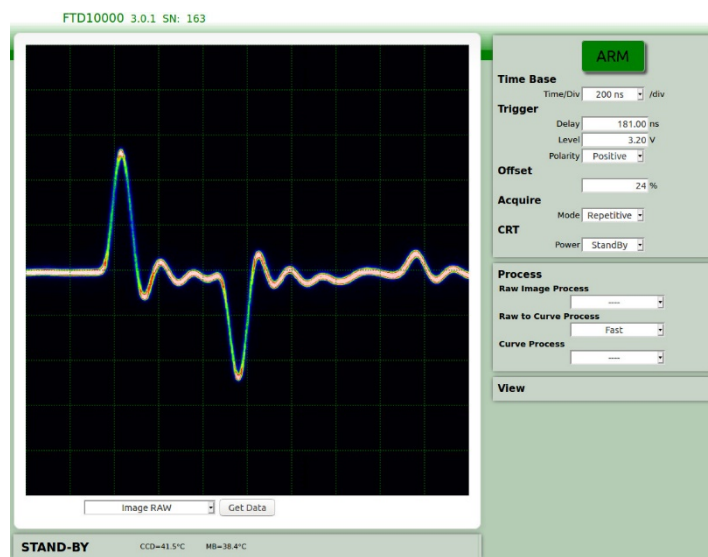 FTD10000 3.0.1 SN: 163
ARM
Time Base
Time/Div 200 ns /div
Trigger
Delay 181.00 ns
Level 3.20 V
Polarity Positive
Offset
24 %
Acquire
Mode Repetitive
CRT
Power StandBy
Process
Raw Image Process
----
Raw to Curve Process
Fast
Curve Process
----
View
Image RAW Get Data
STAND-BY CCD=41.5°C MB=38.4°C